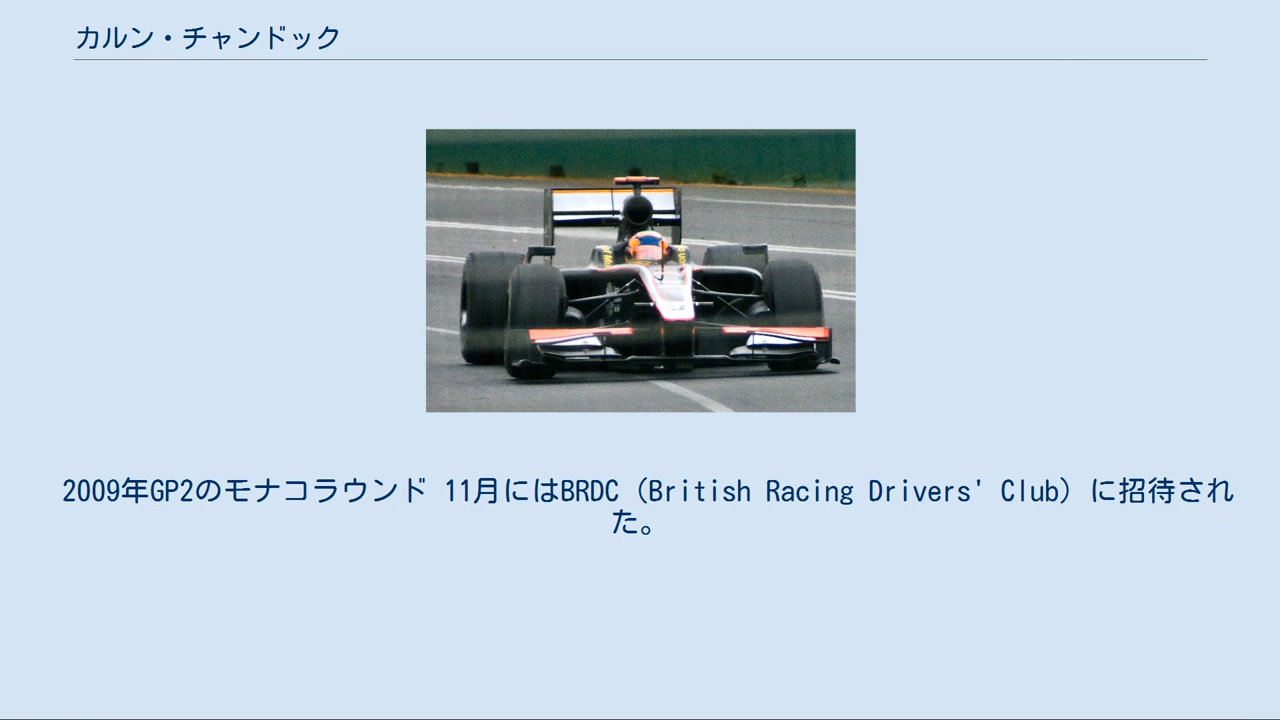 カルン・チャンドック
2009年GP2のモナコラウンド 11月にはBRDC（British Racing Drivers' Club）に招待され
た。